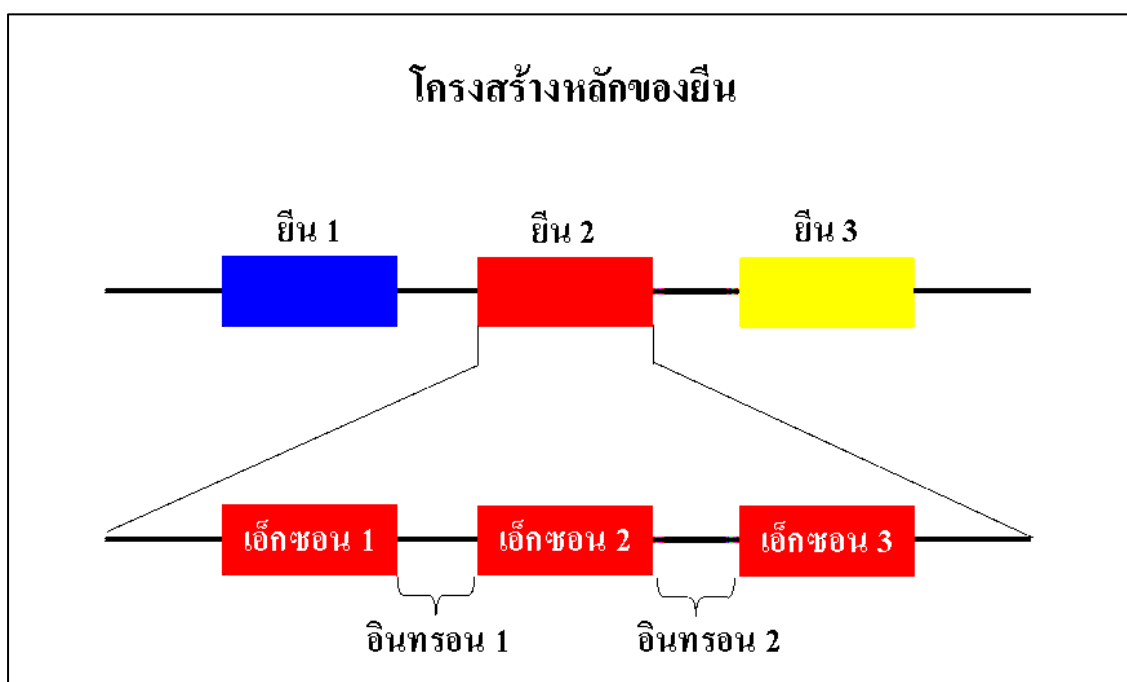 โครงสร้างหลักของยีน
ยีน 1 ยีน 2 ยีน 3
เอ็กซอน 1 เอ็กซอน 2 เอ็กซอน 3
อินทรอน 1 อินทรอน 2